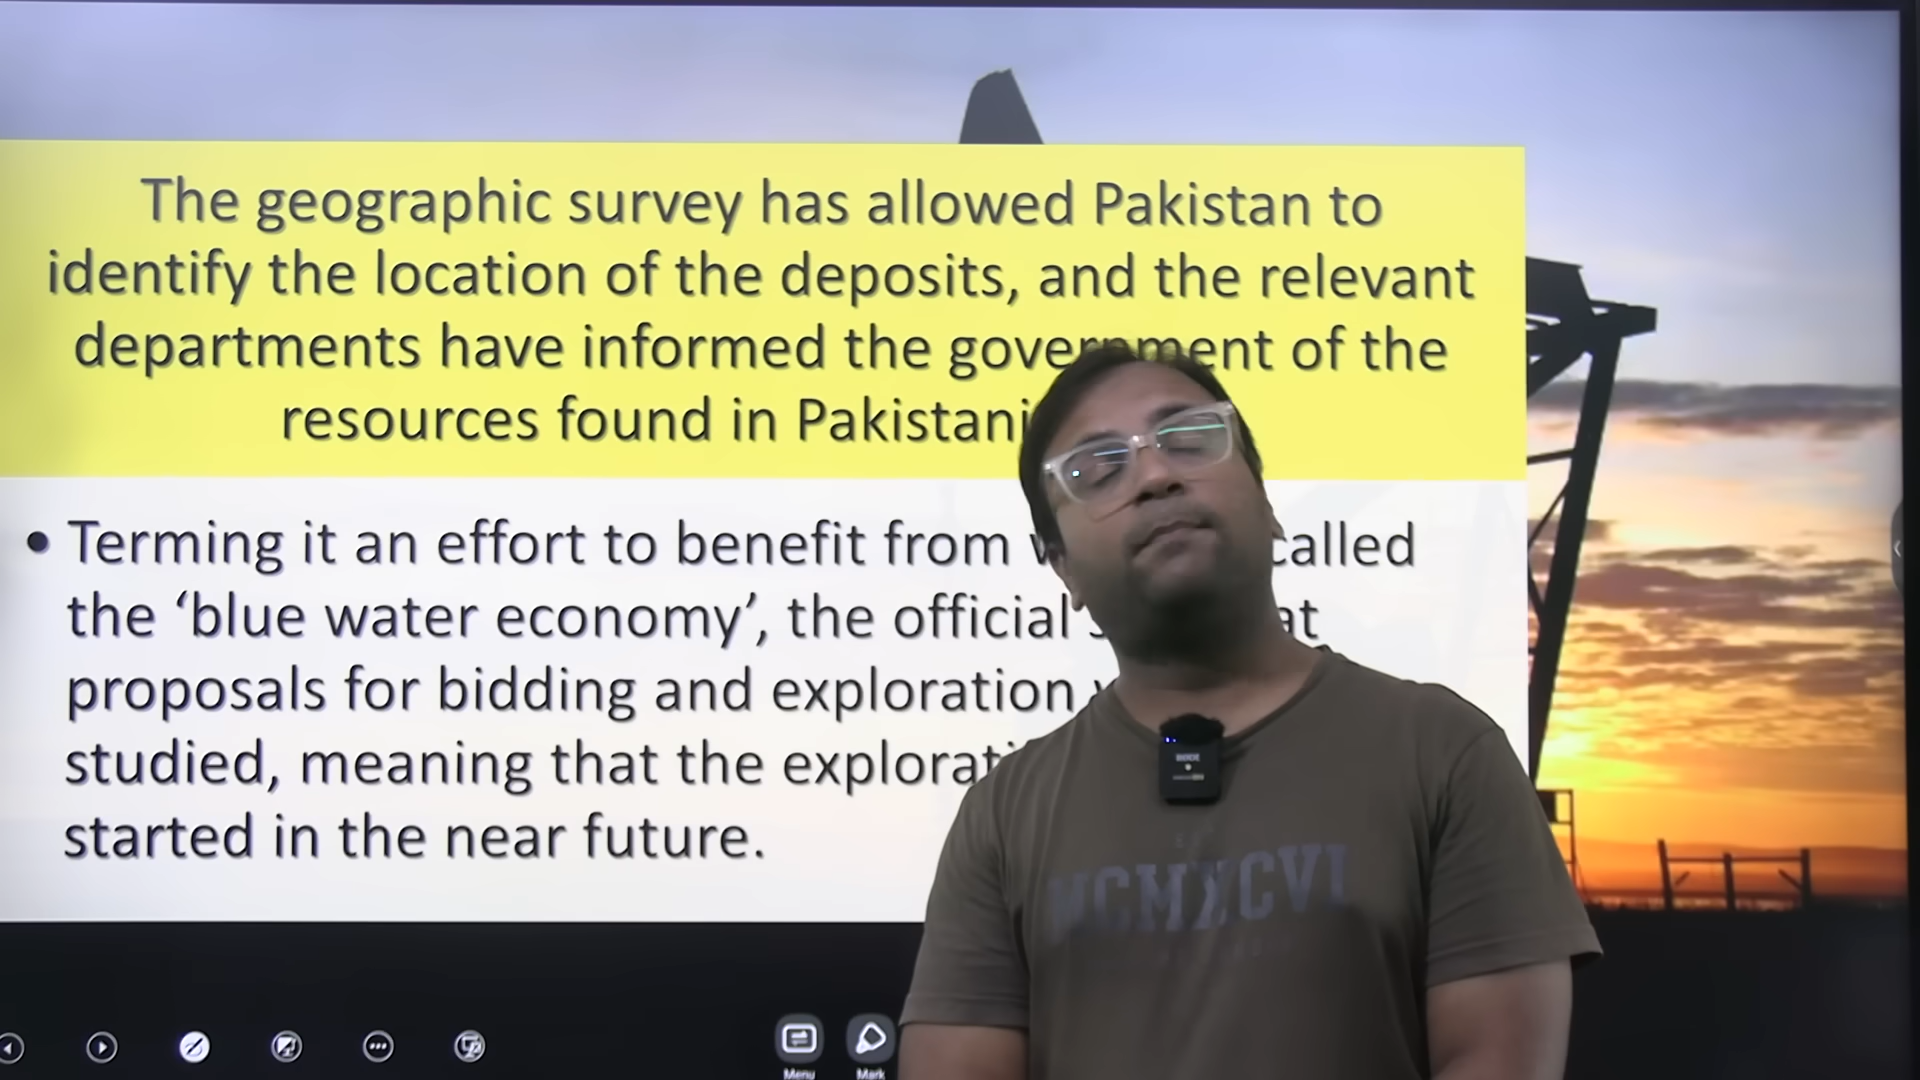 The geographic survey has allowed Pakistan to
identify the location of the deposits, and the relevant
departments have informed the government of the
resources found in Pakistani
• Terming it an effort to benefit from called
the ‘blue water economy’, the official
proposals for bidding and exploration
studied, meaning that the
started in the near future.
MCMXCVI
Menu
Mark